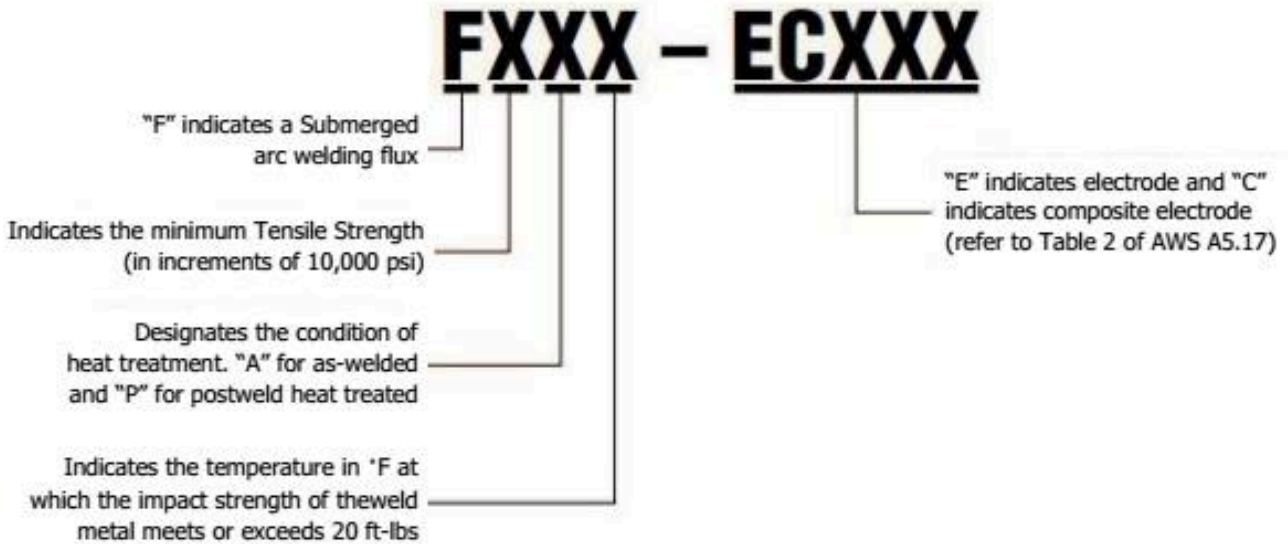 FXXX – ECXXX
"F" indicates a Submerged
arc welding flux
Indicates the minimum Tensile Strength
(in increments of 10,000 psi)
Designates the condition of
heat treatment. "A" for as-welded
and "P" for postweld heat treated
Indicates the temperature in °F at
which the impact strength of theweld
metal meets or exceeds 20 ft-lbs
"E" indicates electrode and "C"
indicates composite electrode
(refer to Table 2 of AWS A5.17)